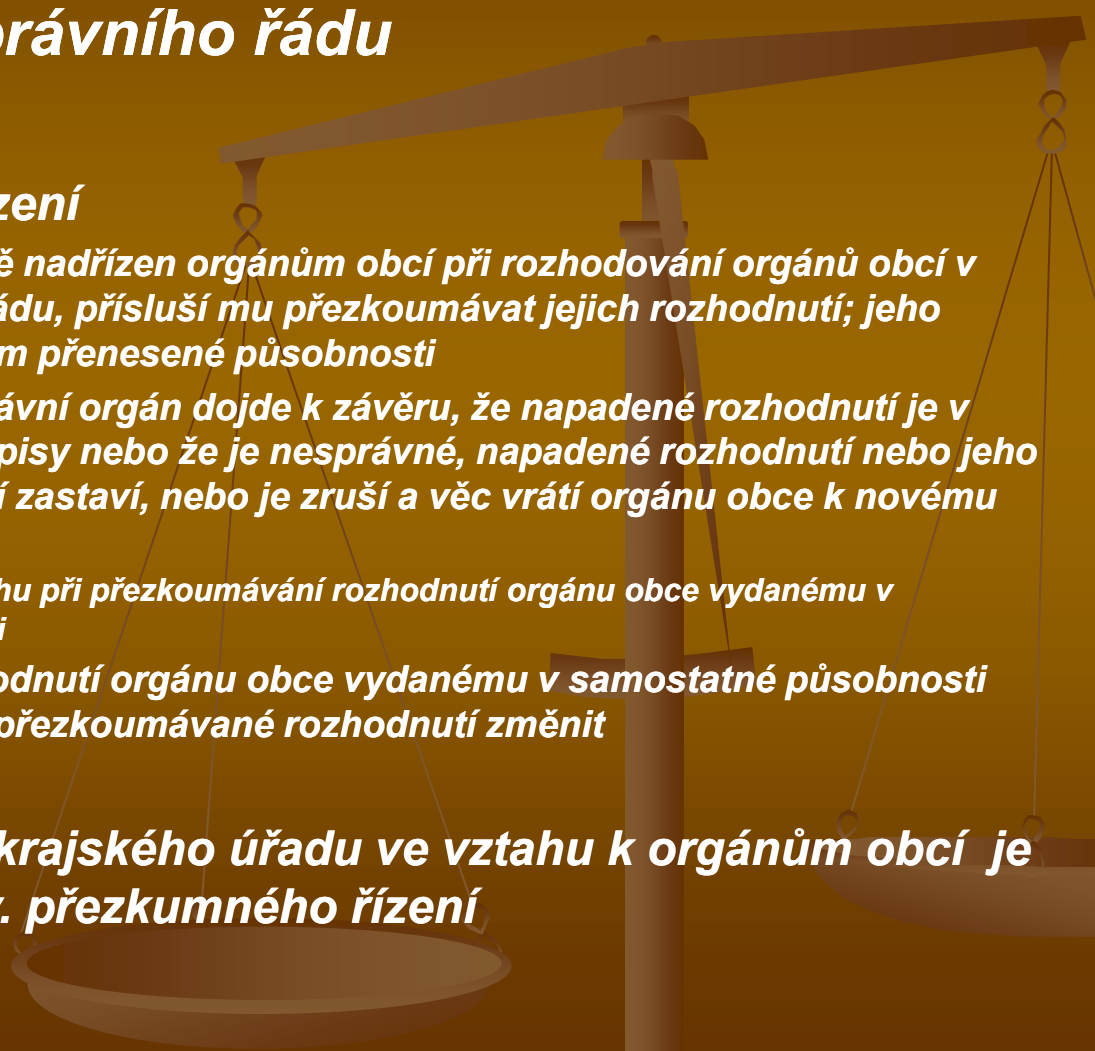 právního řádu
zení
ě nadřízen orgánům obcí při rozhodování orgánů obcí v
ádu, přísluší mu přezkoumávat jejich rozhodnutí; jeho
m přenesené působnosti
ávní orgán dojde k závěru, že napadené rozhodnutí je v
pisy nebo že je nesprávné, napadené rozhodnutí nebo jeho
í zastaví, nebo je zruší a věc vrátí orgánu obce k novému
hu při přezkoumávání rozhodnutí orgánu obce vydanému v
i
odnutí orgánu obce vydanému v samostatné působnosti
přezkoumávané rozhodnutí změnit
krajského úřadu ve vztahu k orgánům obcí je
v. přezkumného řízení